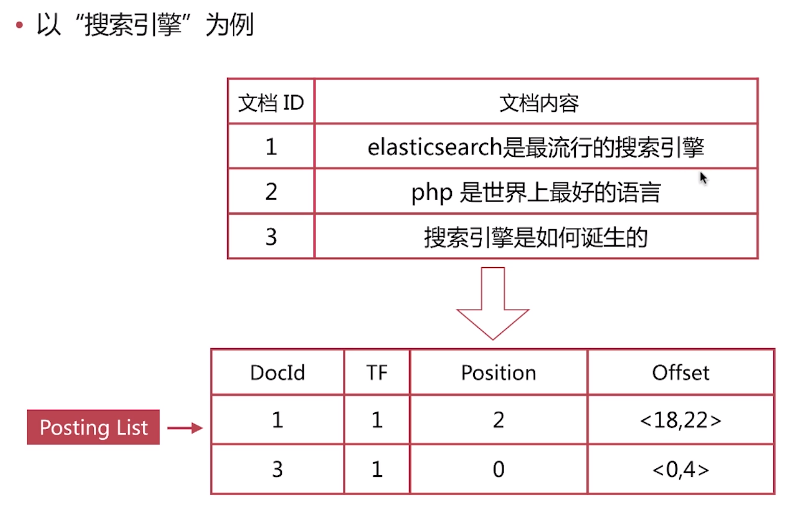 • 以“搜索引擎”为例
文档 ID 文档内容
1 elasticsearch是最流行的搜索引擎
2 php 是世界上最好的语言
3 搜索引擎是如何诞生的
DocId TF Position Offset
Posting List
1 1 2 <18,22>
3 1 0 <0,4>